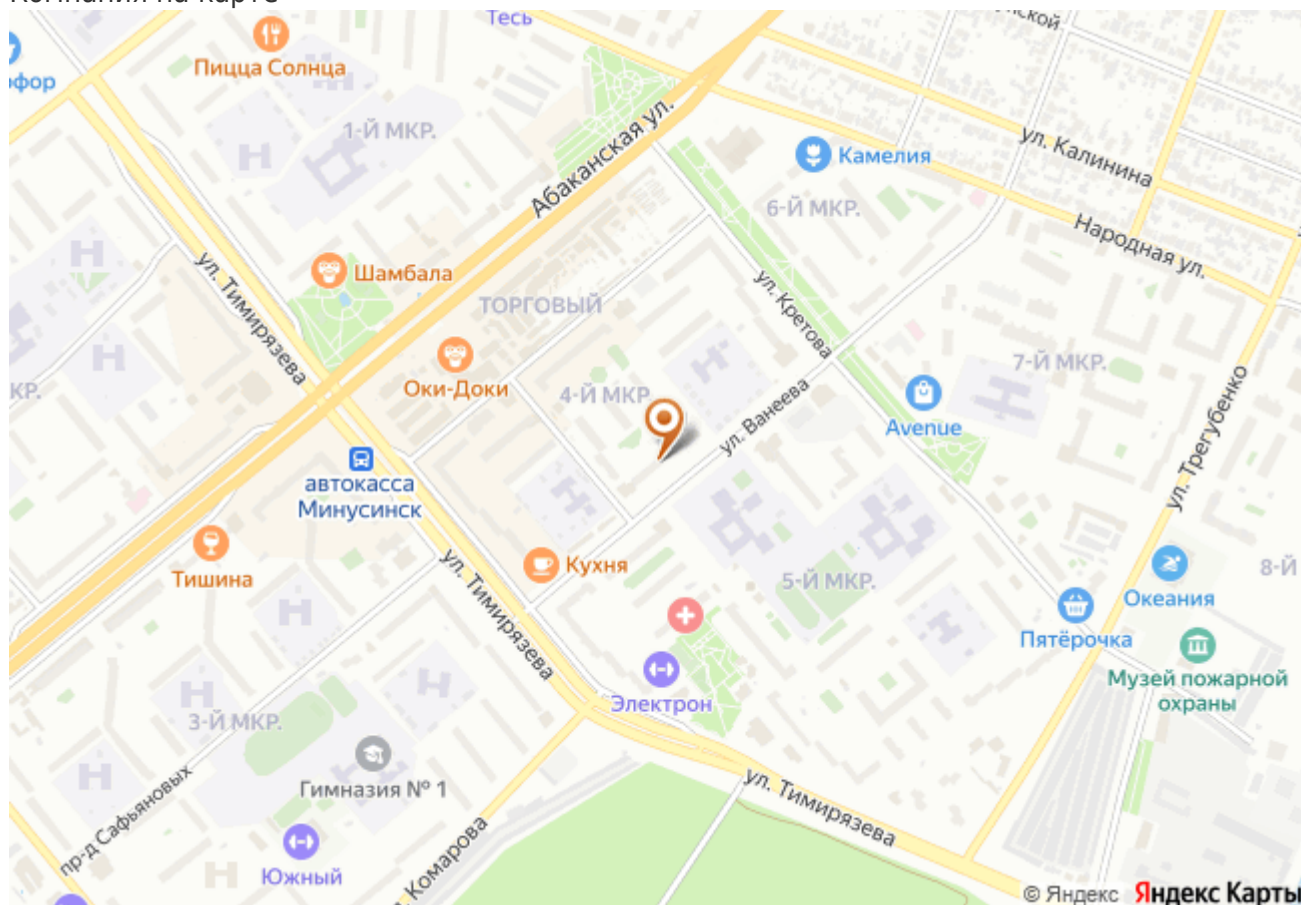 Компания на карте
Тесь
Пицца Солнца
фор
1-Й МКР.
Абаканская ул.
Камелия
ул. Калинина
6-Й МКР.
Народная ул.
ул. Тимирязева
Шамбала
ТОРГОВЫЙ
ул. Кретова
7-Й МКР.
КР.
Оки-Доки
4-Й МКР.
ул. Ванеева
Avenue
ул. Трегубенко
автокасса
Минусинск
Тишина
ул. Тимирязева
Кухня
5-Й МКР.
8-Й
Океания
Пятёрочка
Музей пожарной
охраны
Электрон
3-Й МКР.
Гимназия № 1
пр-д Сафьяновых
ул. Тимирязева
Южный
Комарова
© Яндекс Яндекс Карты